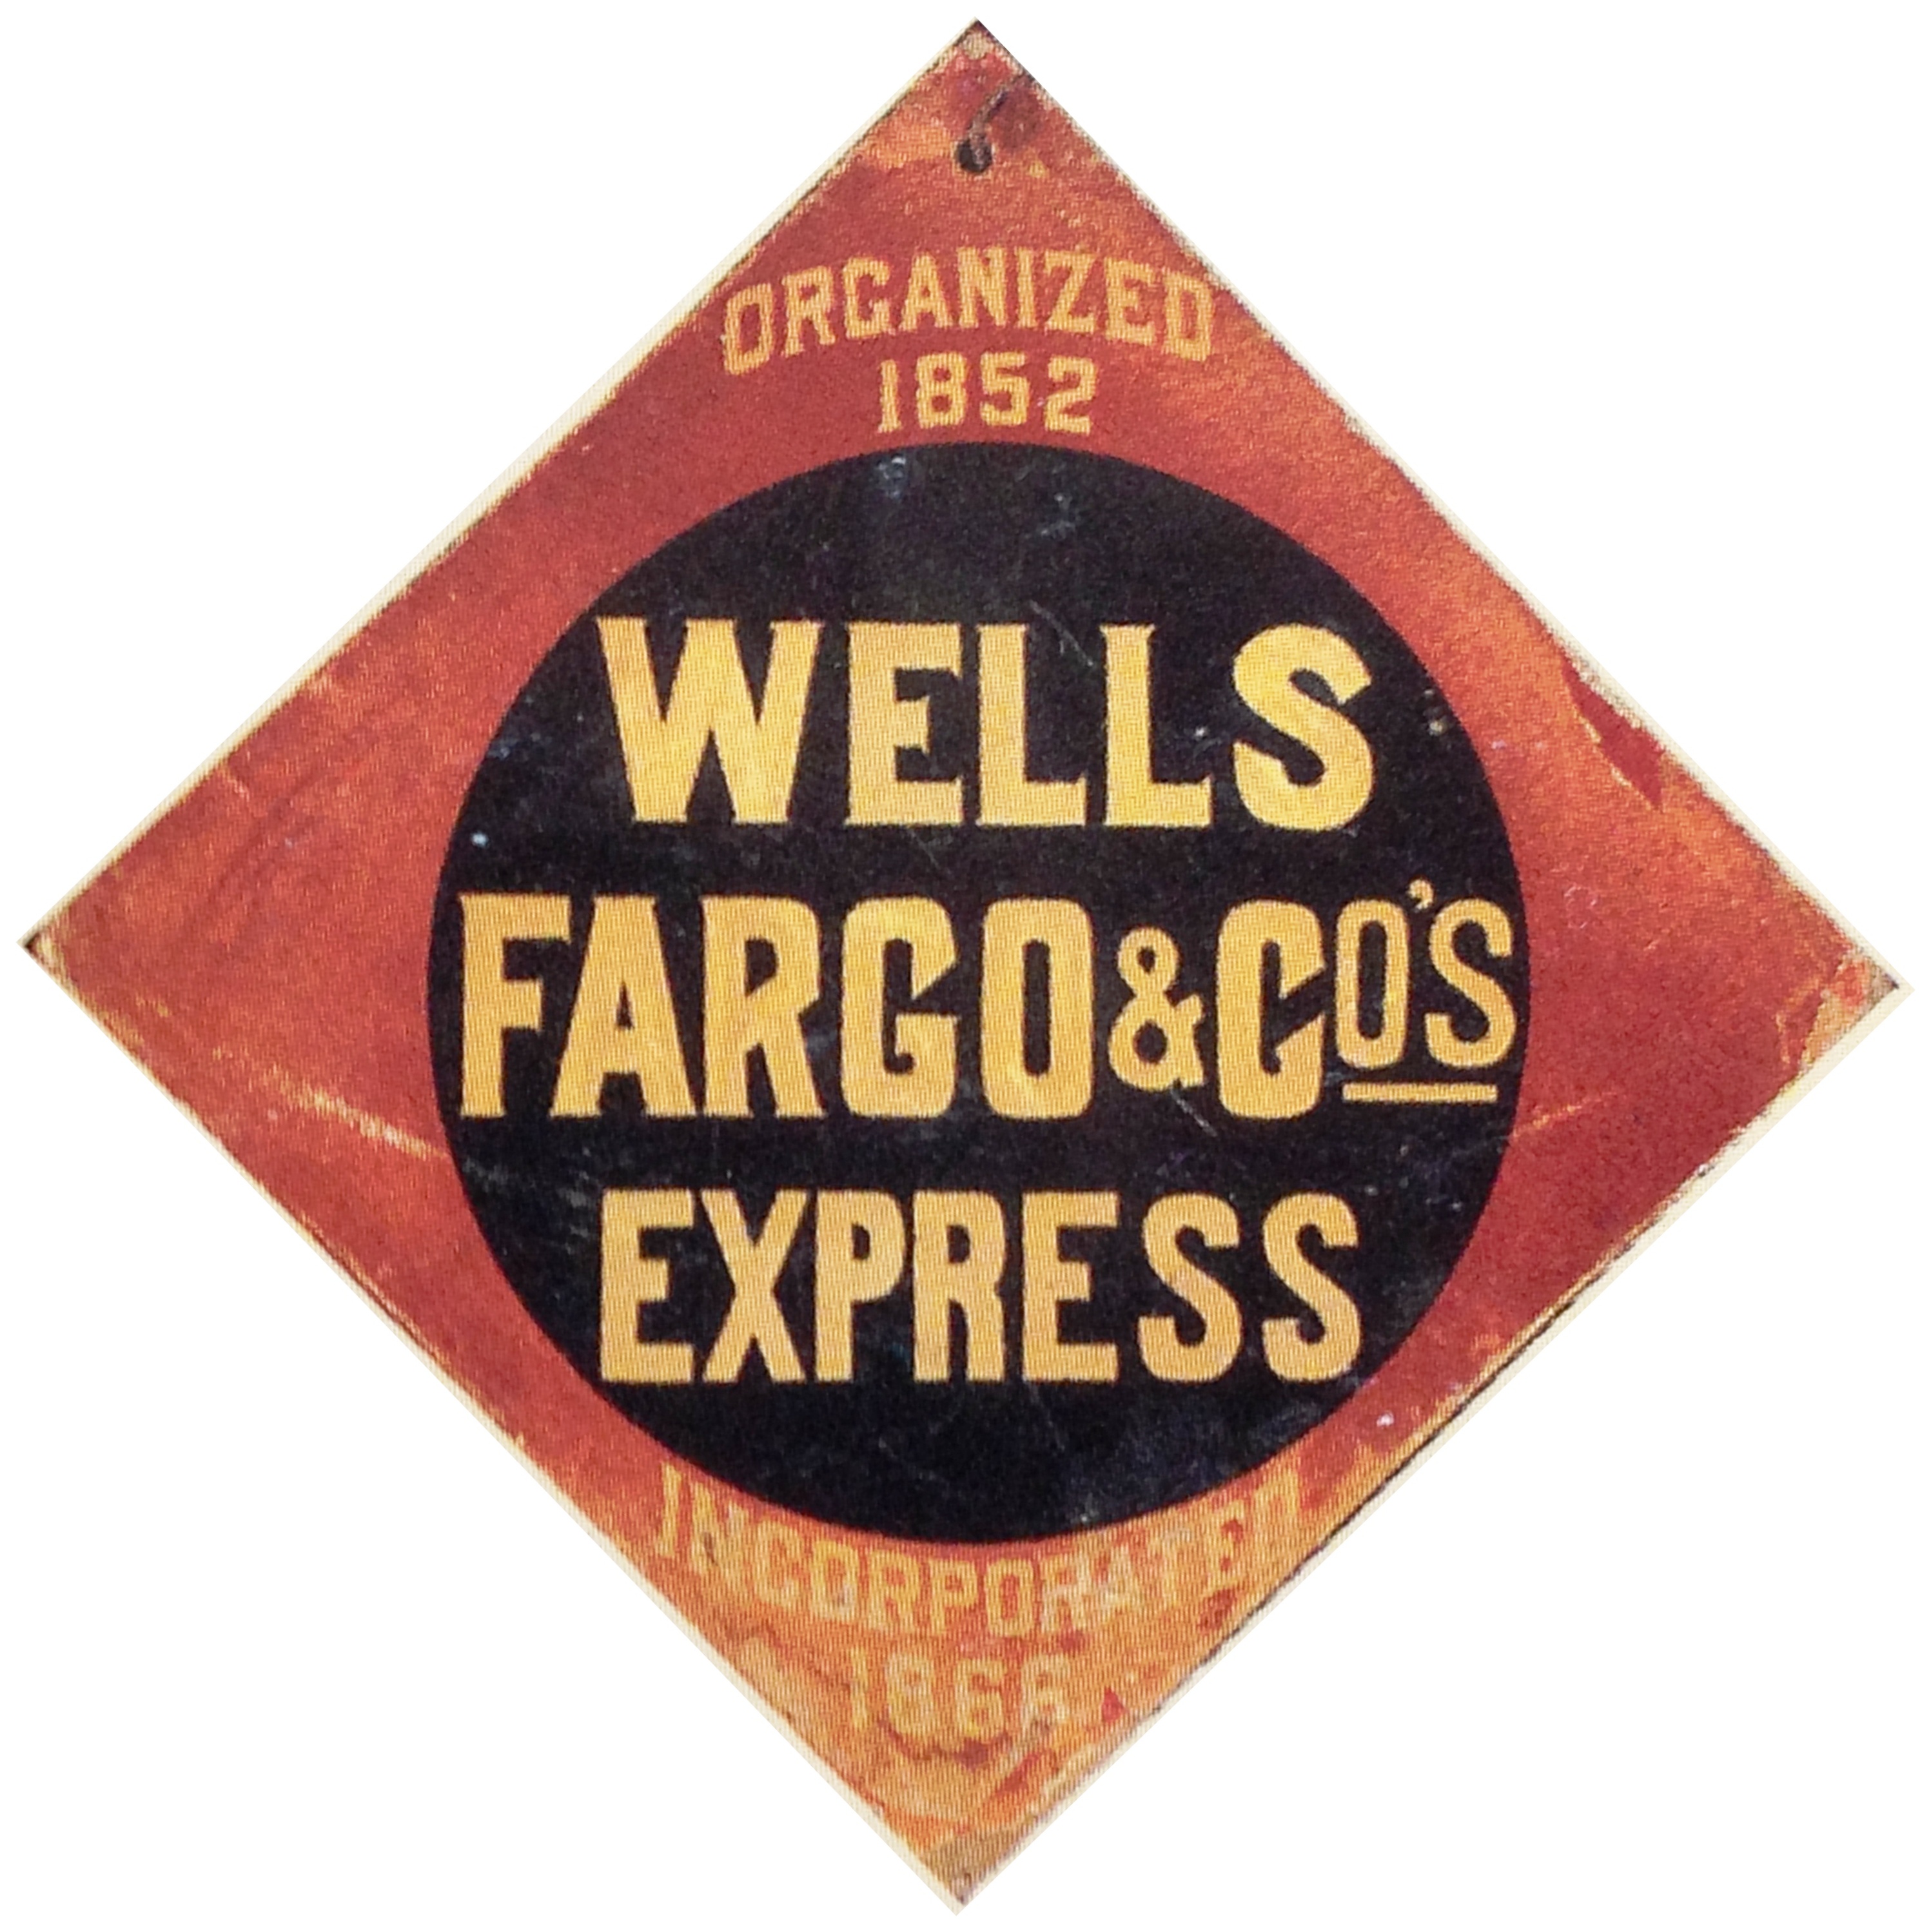 ORGANIZED
1852
WELLS
FARGO & CO'S
EXPRESS
INCORPORATED
1866